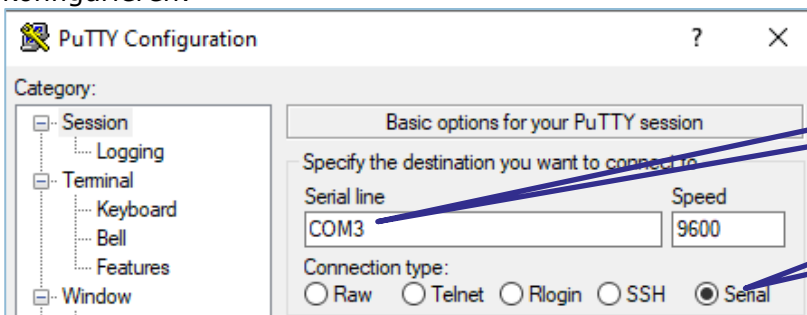 PuTTY Configuration ? ×
Category:
Session
Logging
Terminal
Keyboard
Bell
Features
Window
Basic options for your PuTTY session
Specify the destination you want to connect to
Serial line Speed
COM3 9600
Connection type:
Raw Telnet Rlogin SSH Serial